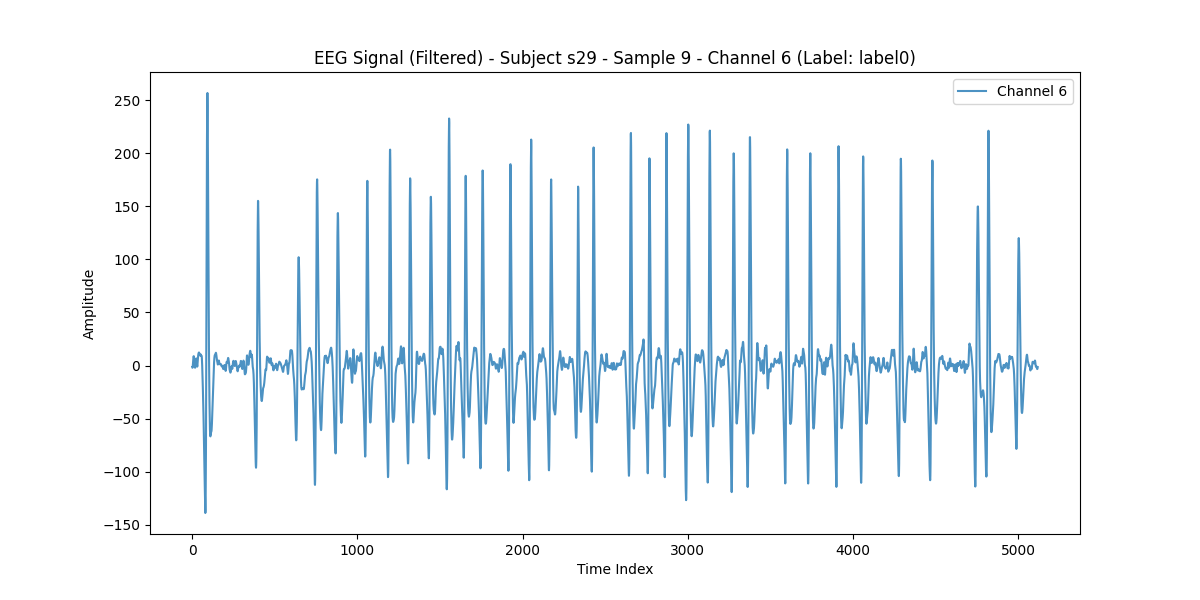 EEG Signal (Filtered) - Subject s29 - Sample 9 - Channel 6 (Label: label0)
Channel 6
250
200
150
100
50
0
−50
−100
−150
Amplitude
0 1000 2000 3000 4000 5000
Time Index